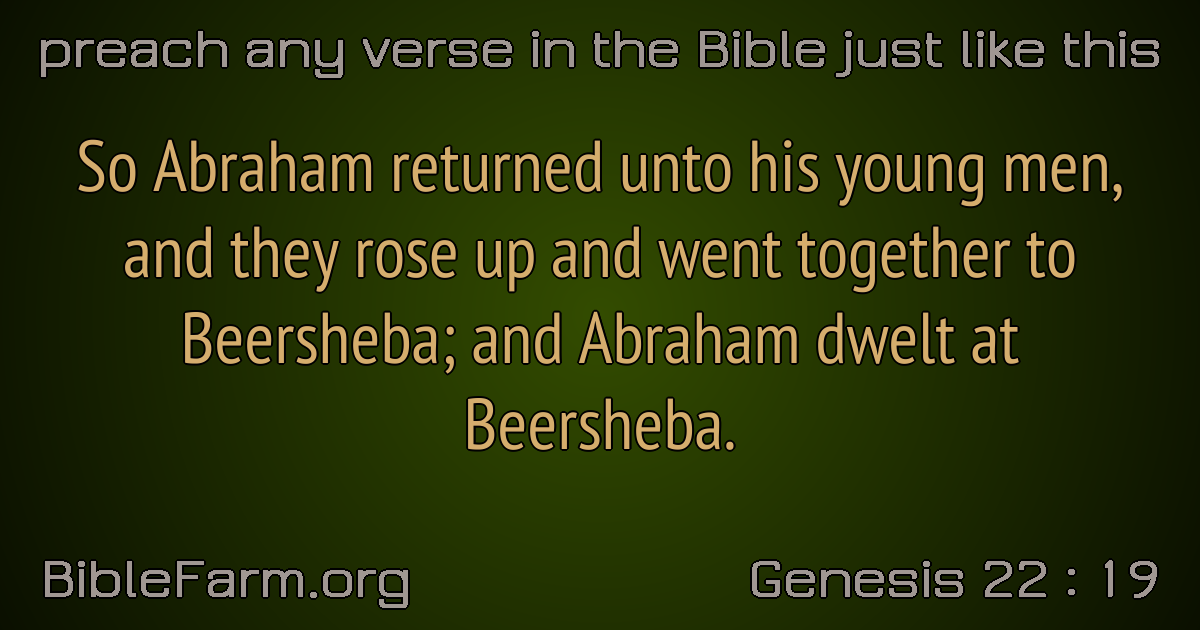 preach any verse in the Bible just like this
So Abraham returned unto his young men,
and they rose up and went together to
Beersheba; and Abraham dwelt at
Beersheba.
BibleFarm.org
Genesis 22 : 19